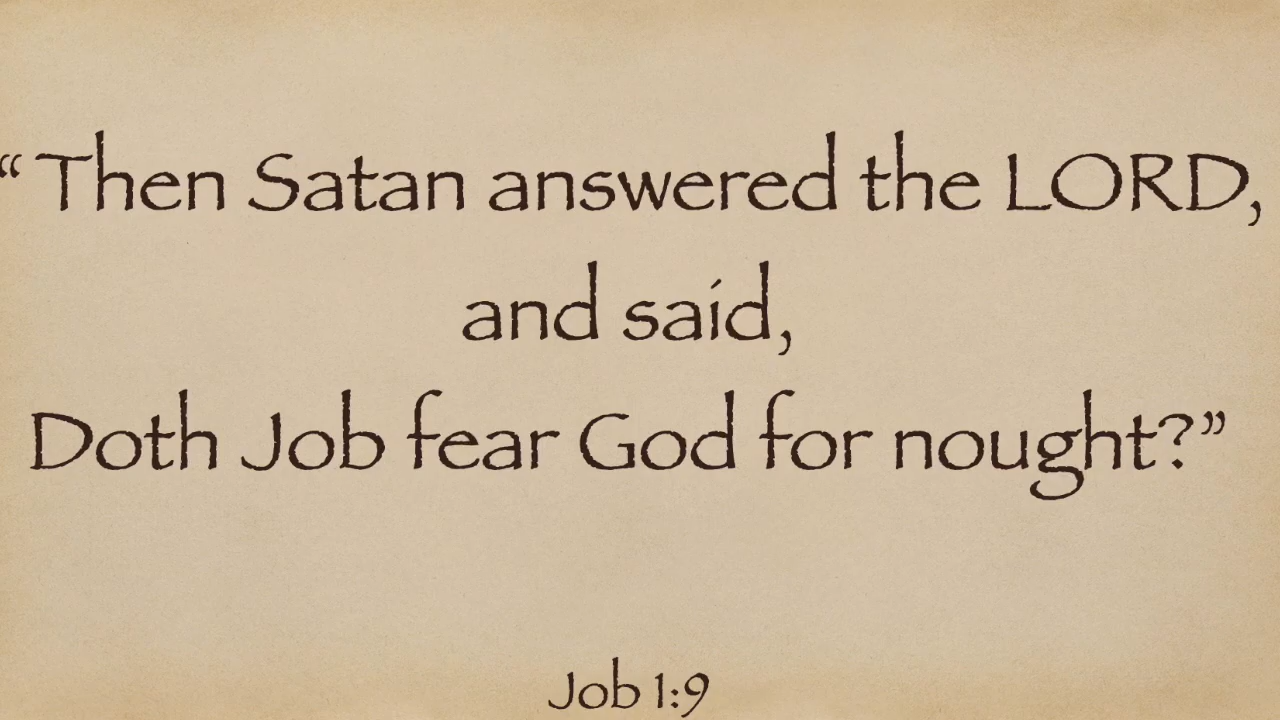 “Then Satan answered the LORD,
and said,
Doth Job fear God for nought?”
Job 1:9